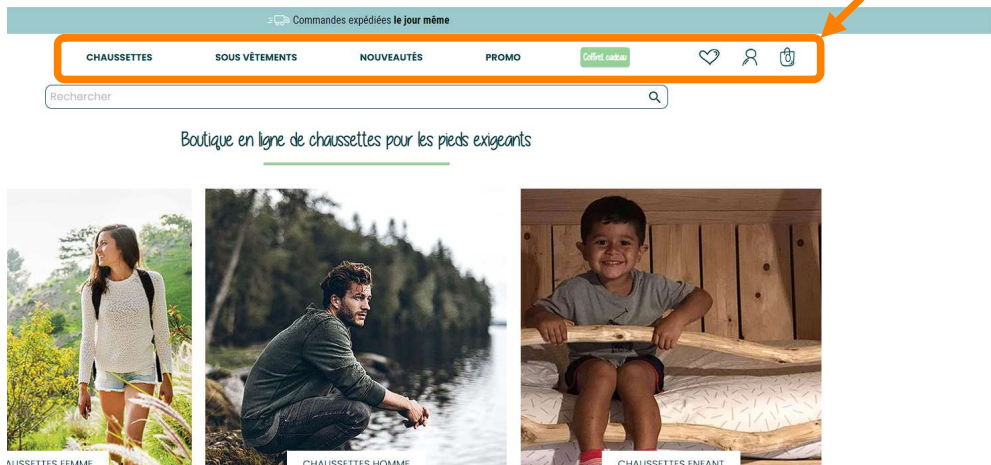 Commandes expédiées le jour même
CHAUSSETTES SOUS VÊTEMENTS NOUVEAUTÉS PROMO Coffret cadeau 0
Rechercher
Boutique en ligne de chaussettes pour les pieds exigeants
AUSSETTES FEMME CHAUSSETTES HOMME CHAUSSETTES ENFANT